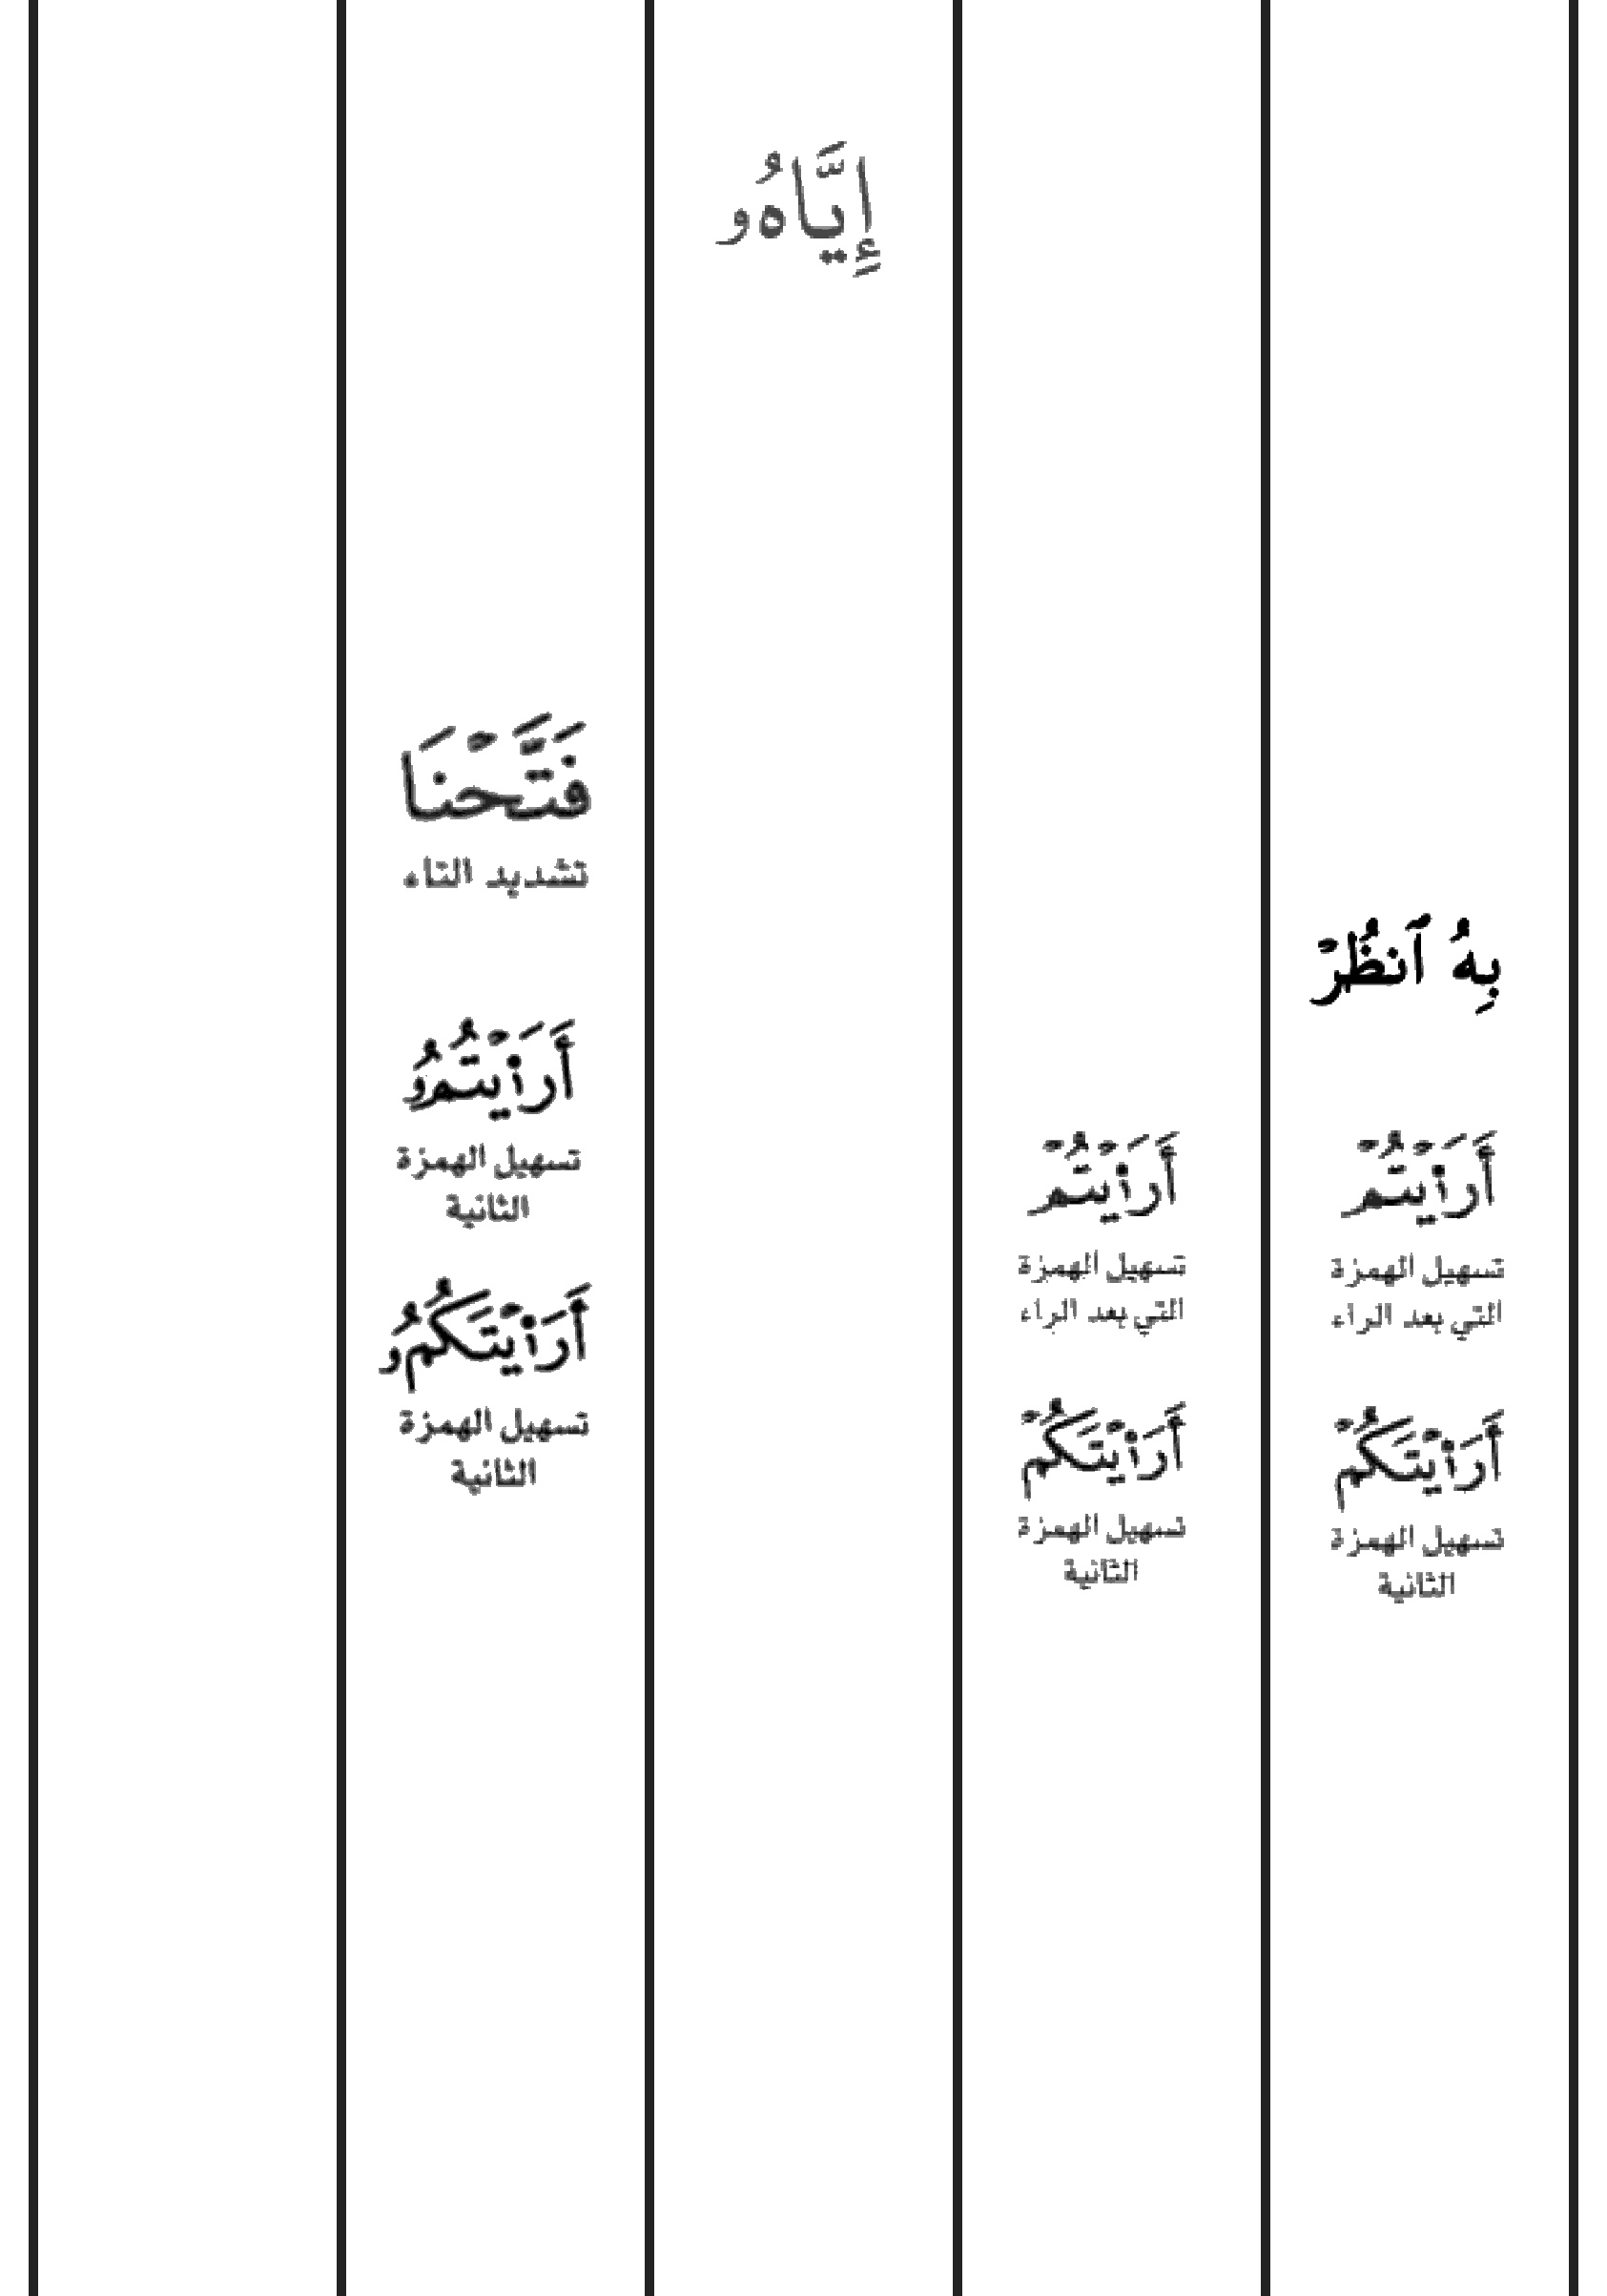 بِهُ ٱنظُرْ
أَرَا۬يْتُمْ
تسهيل الهمزة
التي بعد الراء
أَرَا۬يْتَكُمْ
تسهيل الهمزة
الثانية
أَرَا۬يْتُمْ
تسهيل الهمزة
التي بعد الراء
أَرَا۬يْتَكُمْ
تسهيل الهمزة
الثانية
إِيَّاهُۥ
فَتَّحْنَا
تشديد التاء
أَرَا۬يْتُمُۥ
تسهيل الهمزة
الثانية
أَرَا۬يْتَكُمُۥ
تسهيل الهمزة
الثانية